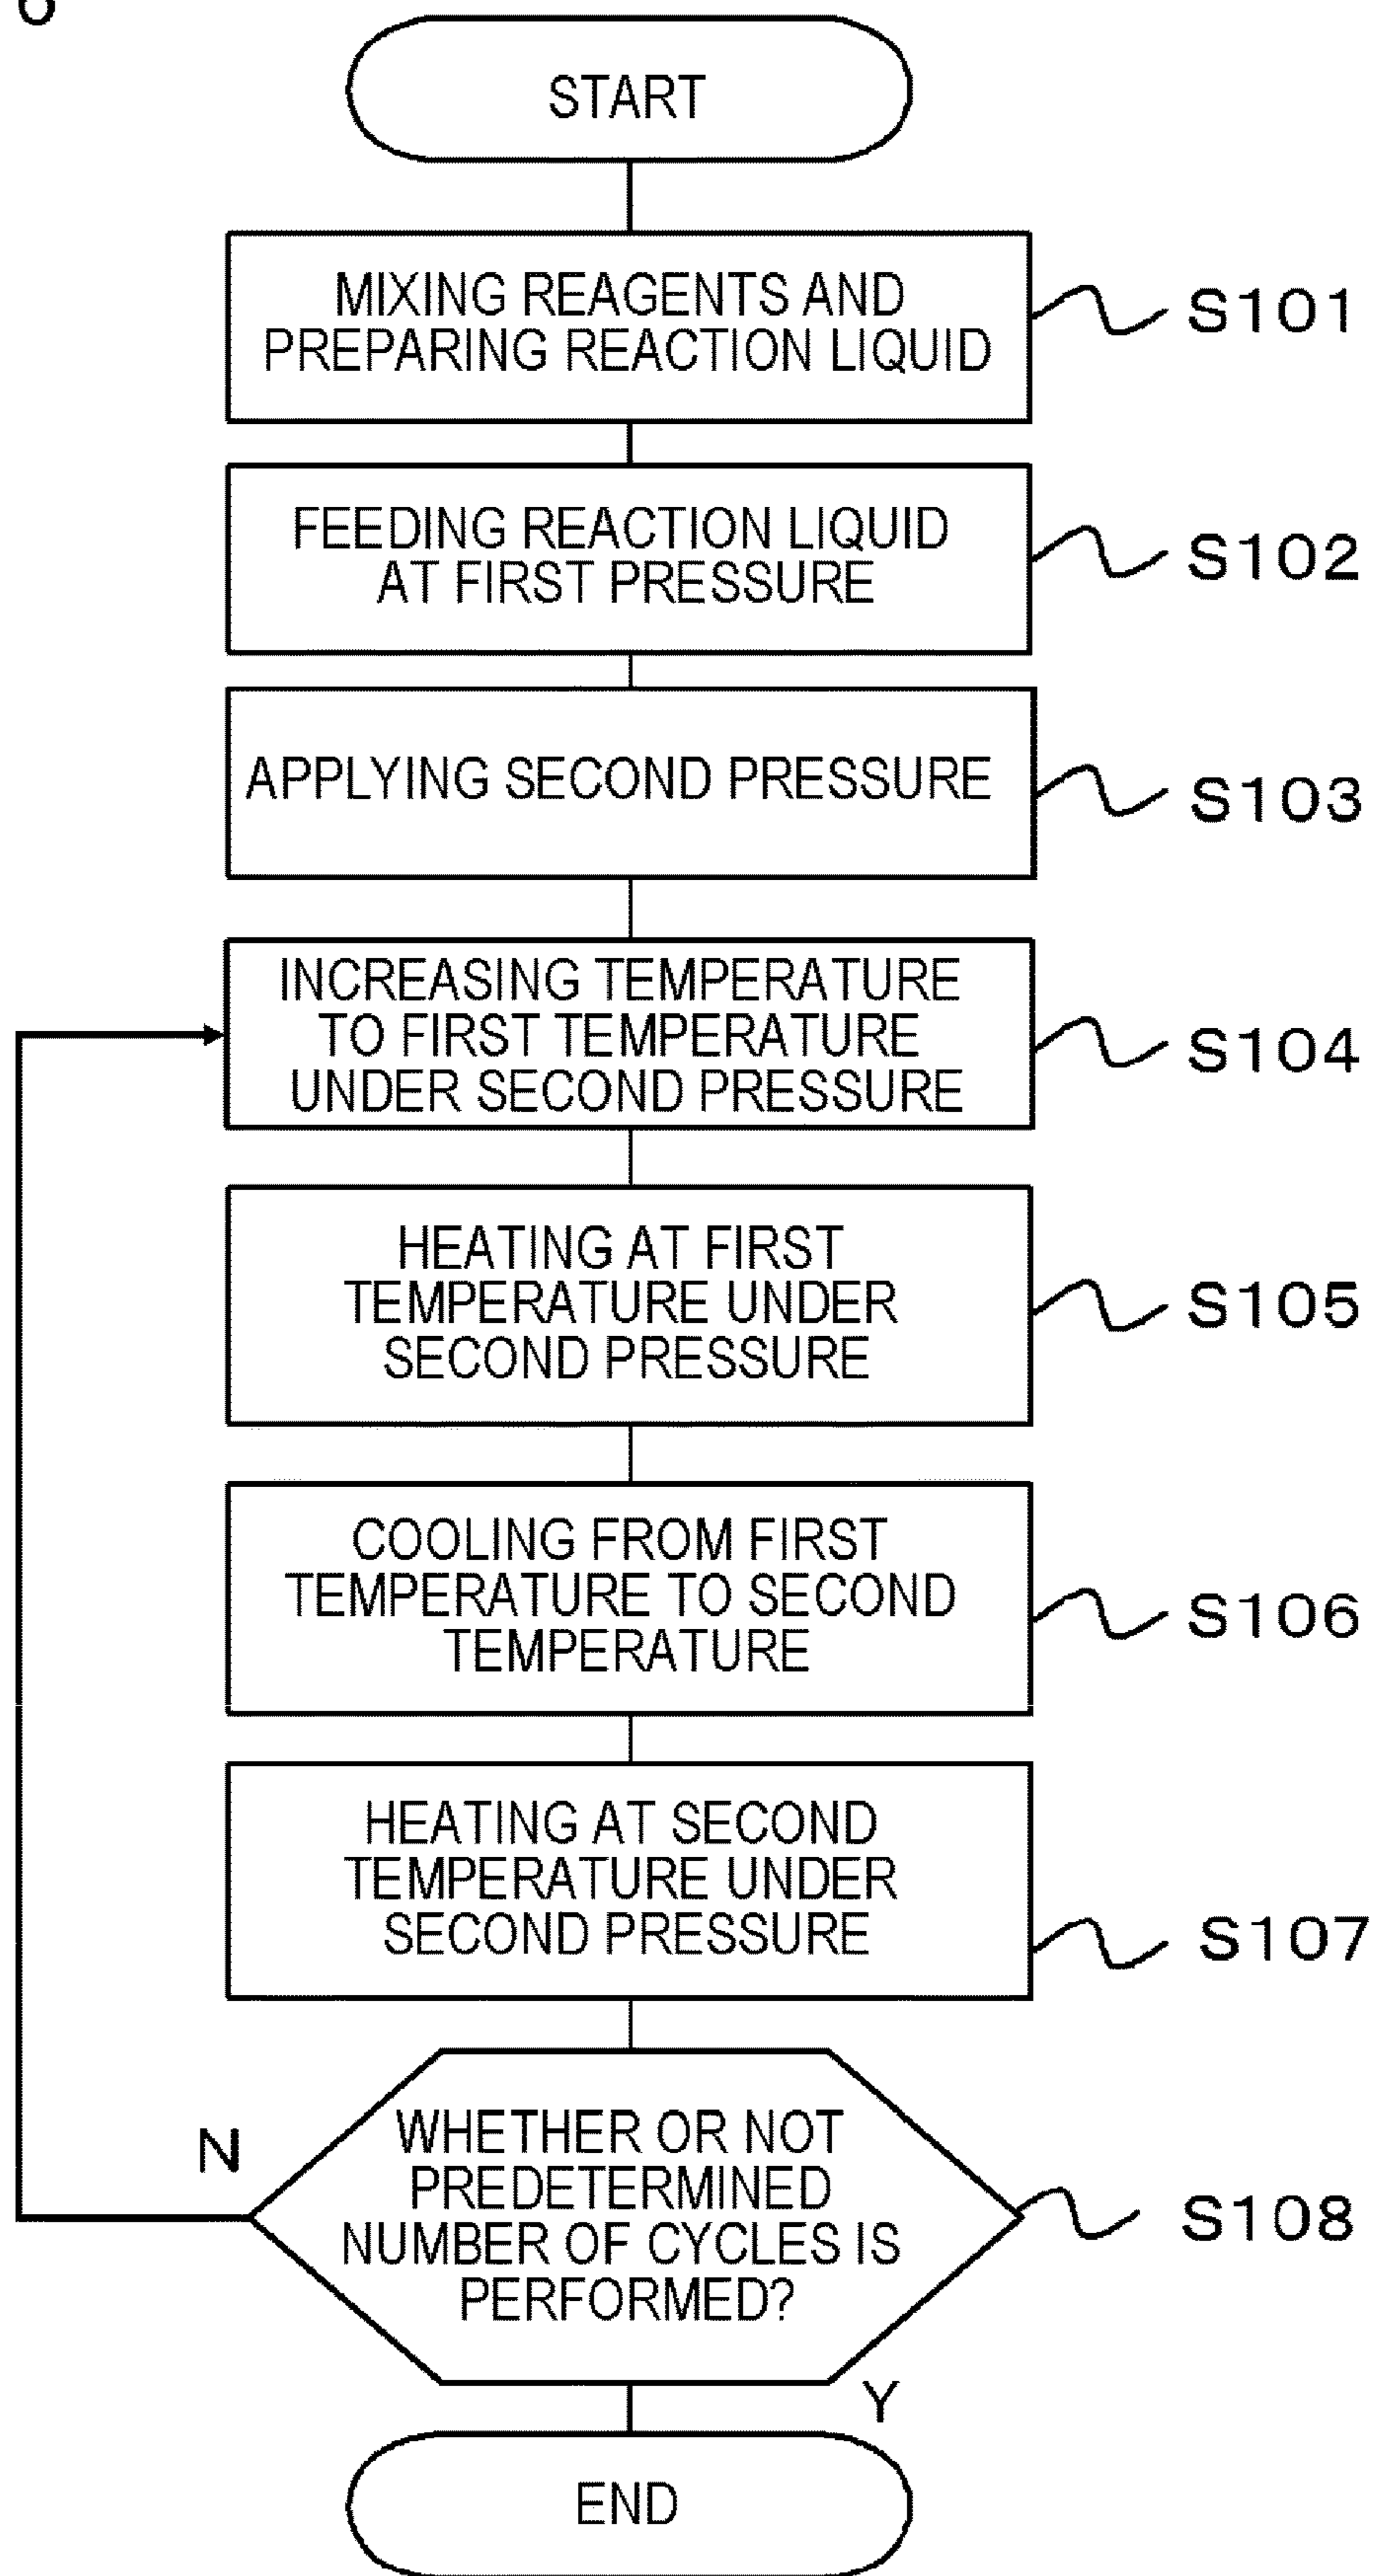 START
MIXING REAGENTS AND
PREPARING REACTION LIQUID
S101
FEEDING REACTION LIQUID
AT FIRST PRESSURE
S102
APPLYING SECOND PRESSURE
S103
INCREASING TEMPERATURE
TO FIRST TEMPERATURE
UNDER SECOND PRESSURE
S104
HEATING AT FIRST
TEMPERATURE UNDER
SECOND PRESSURE
S105
COOLING FROM FIRST
TEMPERATURE TO SECOND
TEMPERATURE
S106
HEATING AT SECOND
TEMPERATURE UNDER
SECOND PRESSURE
S107
N
WHETHER OR NOT
PREDETERMINED
NUMBER OF CYCLES IS
PERFORMED?
S108
Y
END